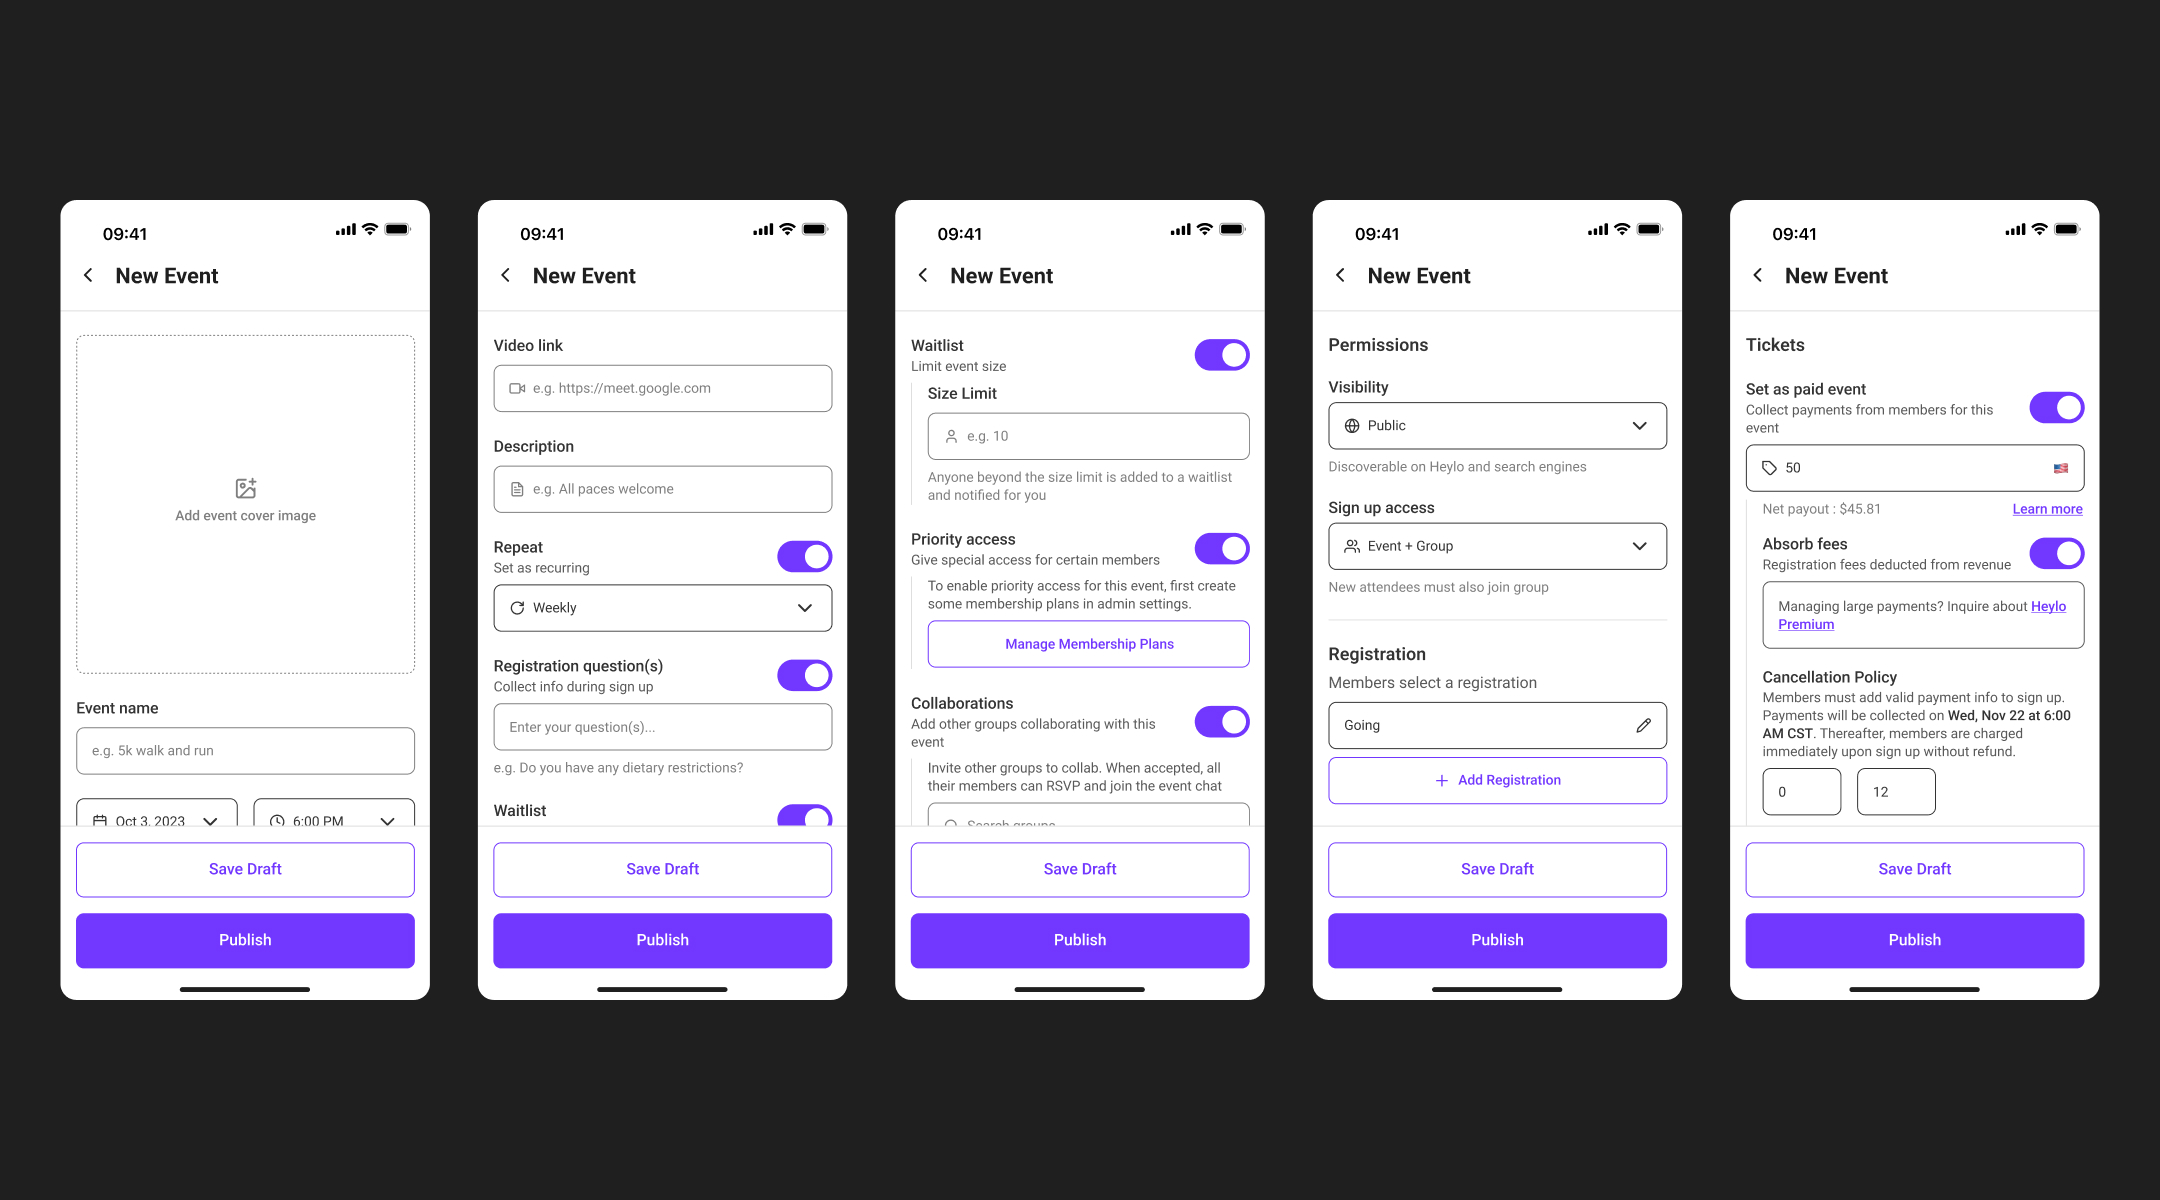 09:41
New Event
Add event cover image
Event name
e.g. 5k walk and run
Oct 3, 2023
6:00 PM
Save Draft
Publish
09:41
New Event
Video link
e.g. https://meet.google.com
Description
e.g. All paces welcome
Repeat
Set as recurring
Weekly
Registration question(s)
Collect info during sign up
Enter your question(s)...
e.g. Do you have any dietary restrictions?
Waitlist
Save Draft
Publish
09:41
New Event
Waitlist
Limit event size
Size Limit
e.g. 10
Anyone beyond the size limit is added to a waitlist
and notified for you
Priority access
Give special access for certain members
To enable priority access for this event, first create
some membership plans in admin settings.
Manage Membership Plans
Collaborations
Add other groups collaborating with this
event
Invite other groups to collab. When accepted, all
their members can RSVP and join the event chat
Search groups
Save Draft
Publish
09:41
New Event
Permissions
Visibility
Public
Discoverable on Heylo and search engines
Sign up access
Event + Group
New attendees must also join group
Registration
Members select a registration
Going
Add Registration
Save Draft
Publish
09:41
New Event
Tickets
Set as paid event
Collect payments from members for this
event
50
Net payout : $45.81
Learn more
Absorb fees
Registration fees deducted from revenue
Managing large payments? Inquire about Heylo
Premium
Cancellation Policy
Members must add valid payment info to sign up.
Payments will be collected on Wed, Nov 22 at 6:00
AM CST. Thereafter, members are charged
immediately upon sign up without refund.
0
12
Save Draft
Publish